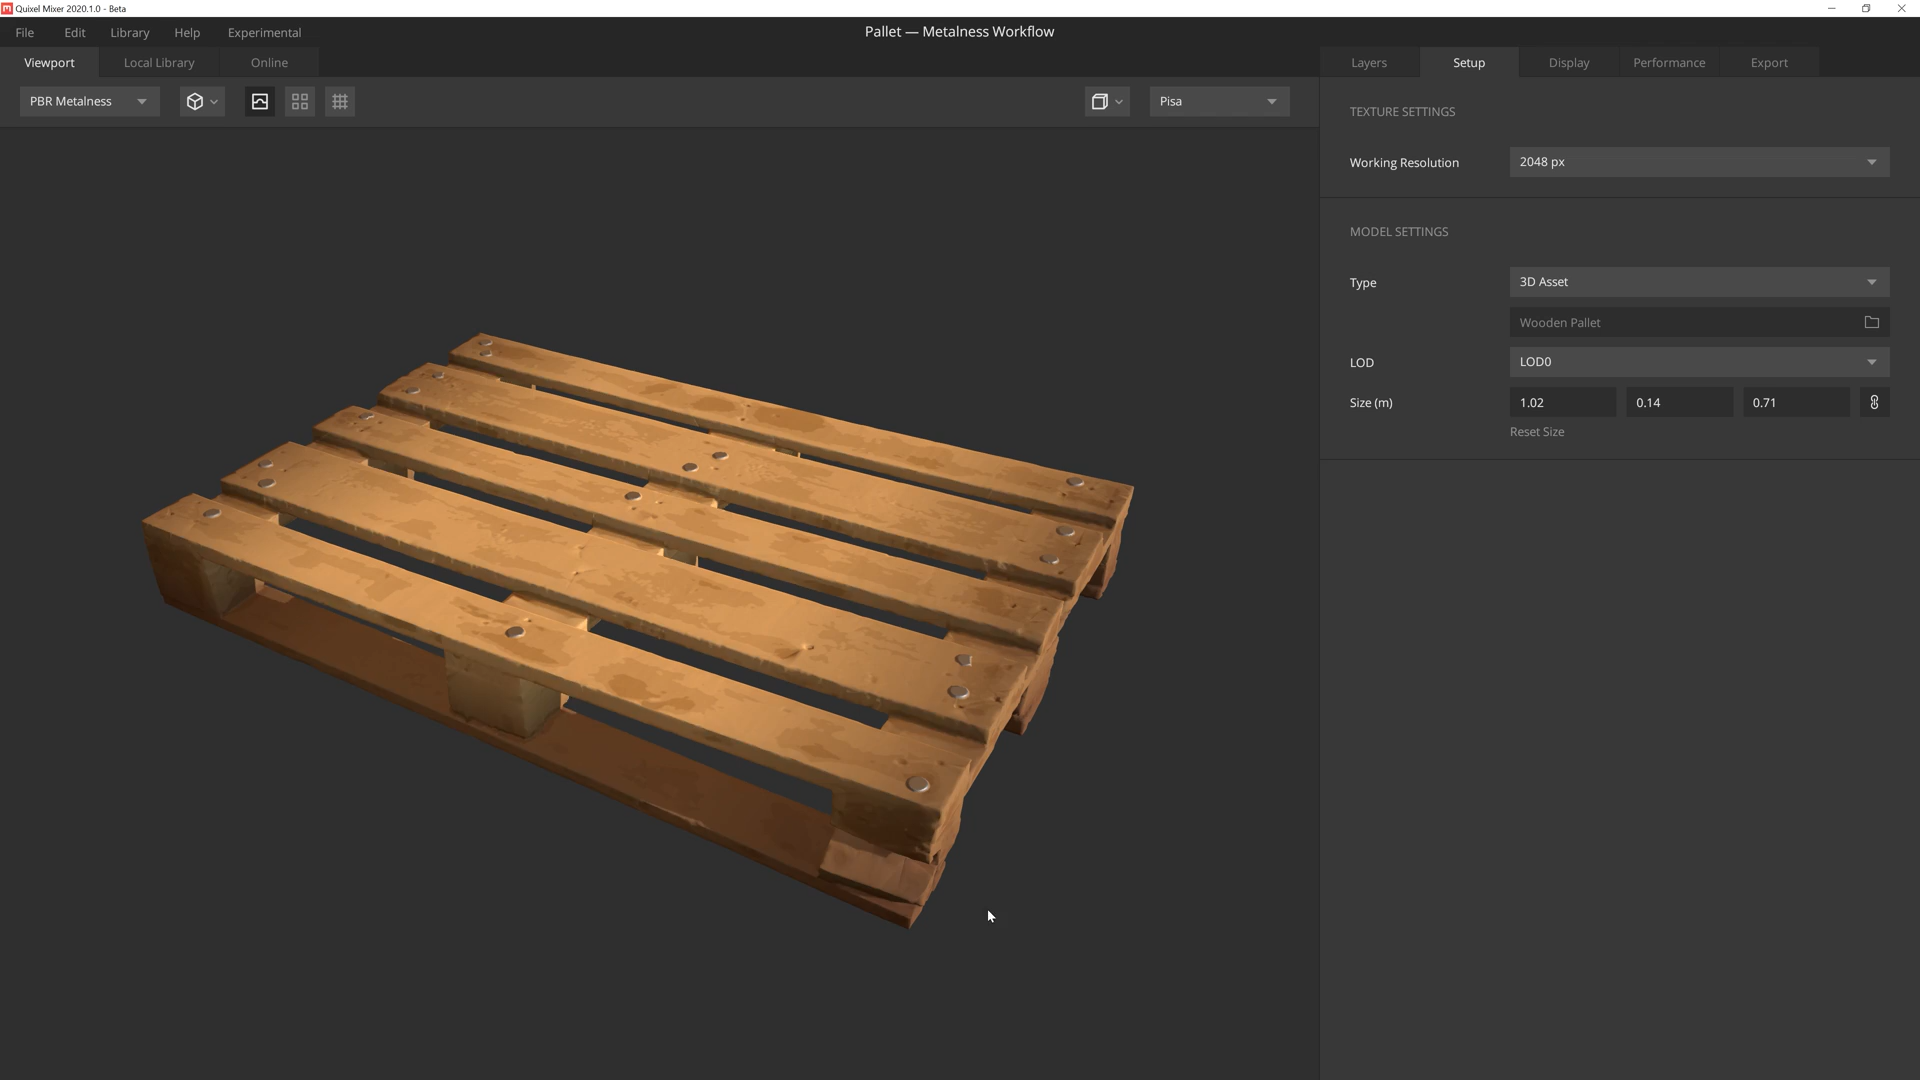 Quixel Mixer 2020.1.0 - Beta
File Edit Library Help Experimental
Pallet — Metalness Workflow
Viewport Local Library Online
Layers Setup Display Performance Export
PBR Metalness
Pisa
TEXTURE SETTINGS
Working Resolution 2048 px
MODEL SETTINGS
Type 3D Asset
Wooden Pallet
LOD LOD0
Size (m) 1.02 0.14 0.71
Reset Size